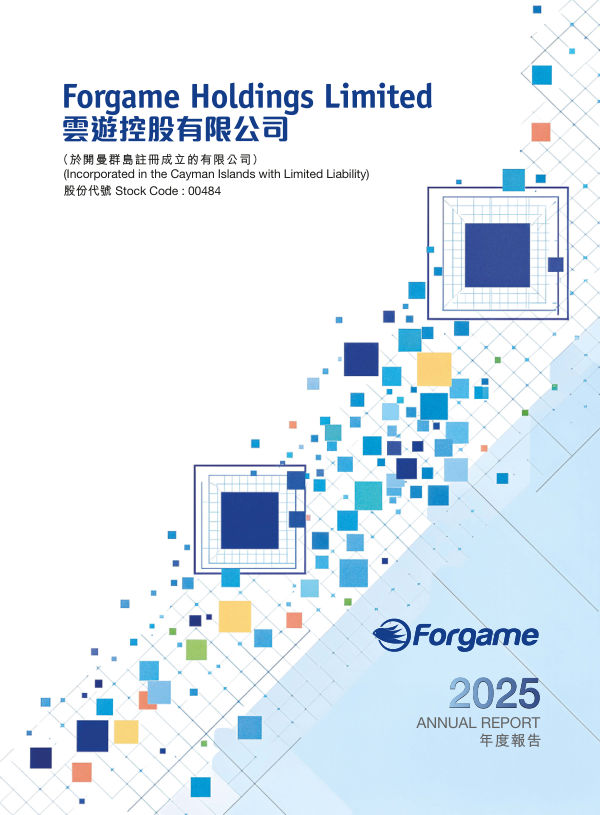 Forgame Holdings Limited
雲遊控股有限公司
（於開曼群島註冊成立的有限公司）
(Incorporated in the Cayman Islands with Limited Liability)
股份代號 Stock Code : 00484
Forgame
2025
ANNUAL REPORT
年度報告